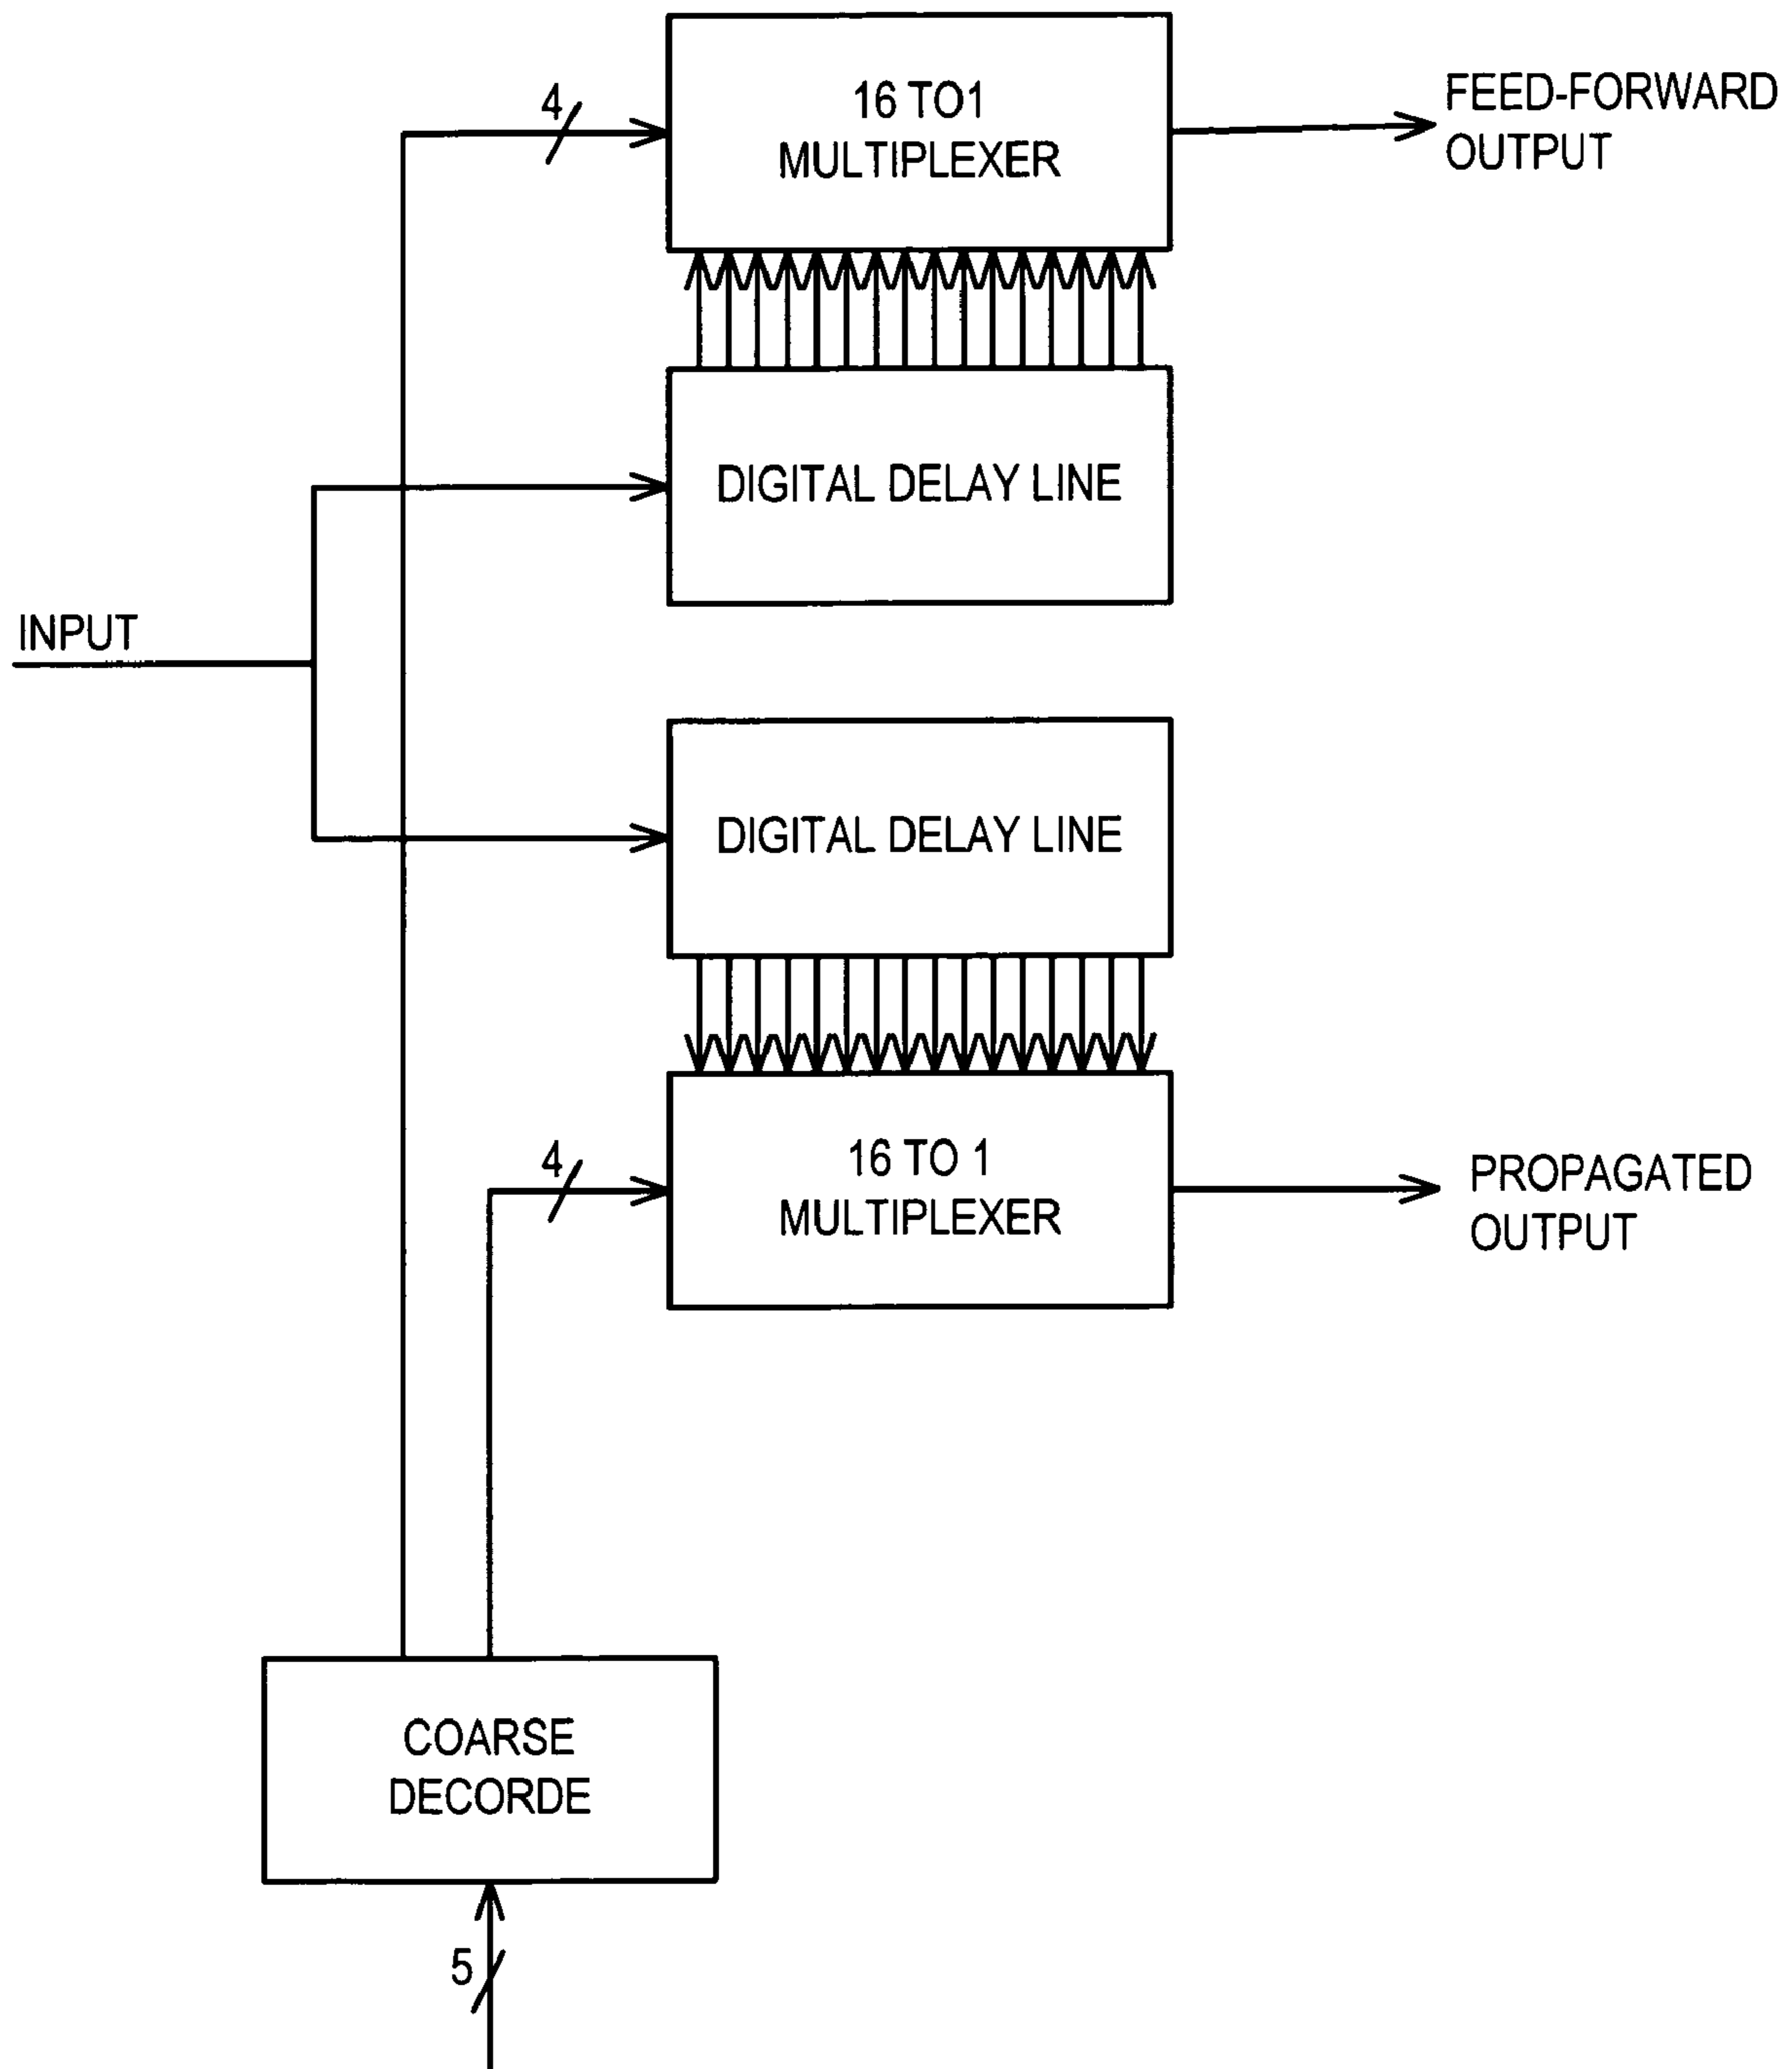 4
16 TO1
MULTIPLEXER
FEED-FORWARD
OUTPUT
DIGITAL DELAY LINE
INPUT
DIGITAL DELAY LINE
4
16 TO 1
MULTIPLEXER
PROPAGATED
OUTPUT
COARSE
DECORDE
5